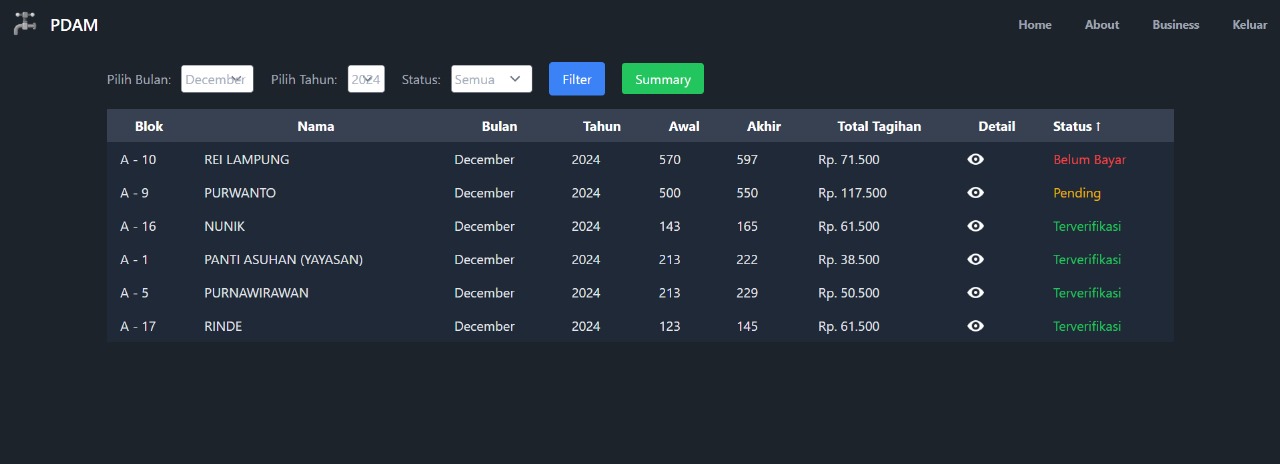 PDAM Home About Business Keluar
Pilih Bulan: December Pilih Tahun: 2024 Status: Semua Filter Summary
Blok Nama Bulan Tahun Awal Akhir Total Tagihan Detail Status ↑
A - 10 REI LAMPUNG December 2024 570 597 Rp. 71.500 Belum Bayar
A - 9 PURWANTO December 2024 500 550 Rp. 117.500 Pending
A - 16 NUNIK December 2024 143 165 Rp. 61.500 Terverifikasi
A - 1 PANTI ASUHAN (YAYASAN) December 2024 213 222 Rp. 38.500 Terverifikasi
A - 5 PURNAWIRAWAN December 2024 213 229 Rp. 50.500 Terverifikasi
A - 17 RINDE December 2024 123 145 Rp. 61.500 Terverifikasi